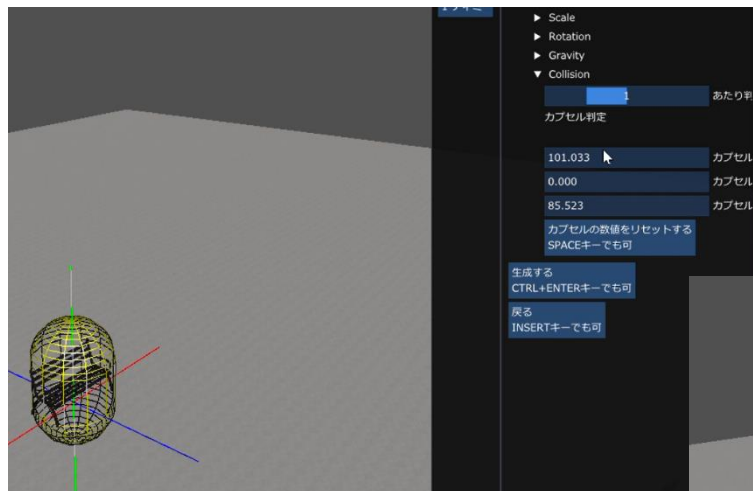 Scale
Rotation
Gravity
Collision
1 あたり判
カプセル判定
101.033 カプセル
0.000 カプセル
85.523 カプセル
カプセルの数値をリセットする
SPACEキーでも可
生成する
CTRL+ENTERキーでも可
戻る
INSERTキーでも可